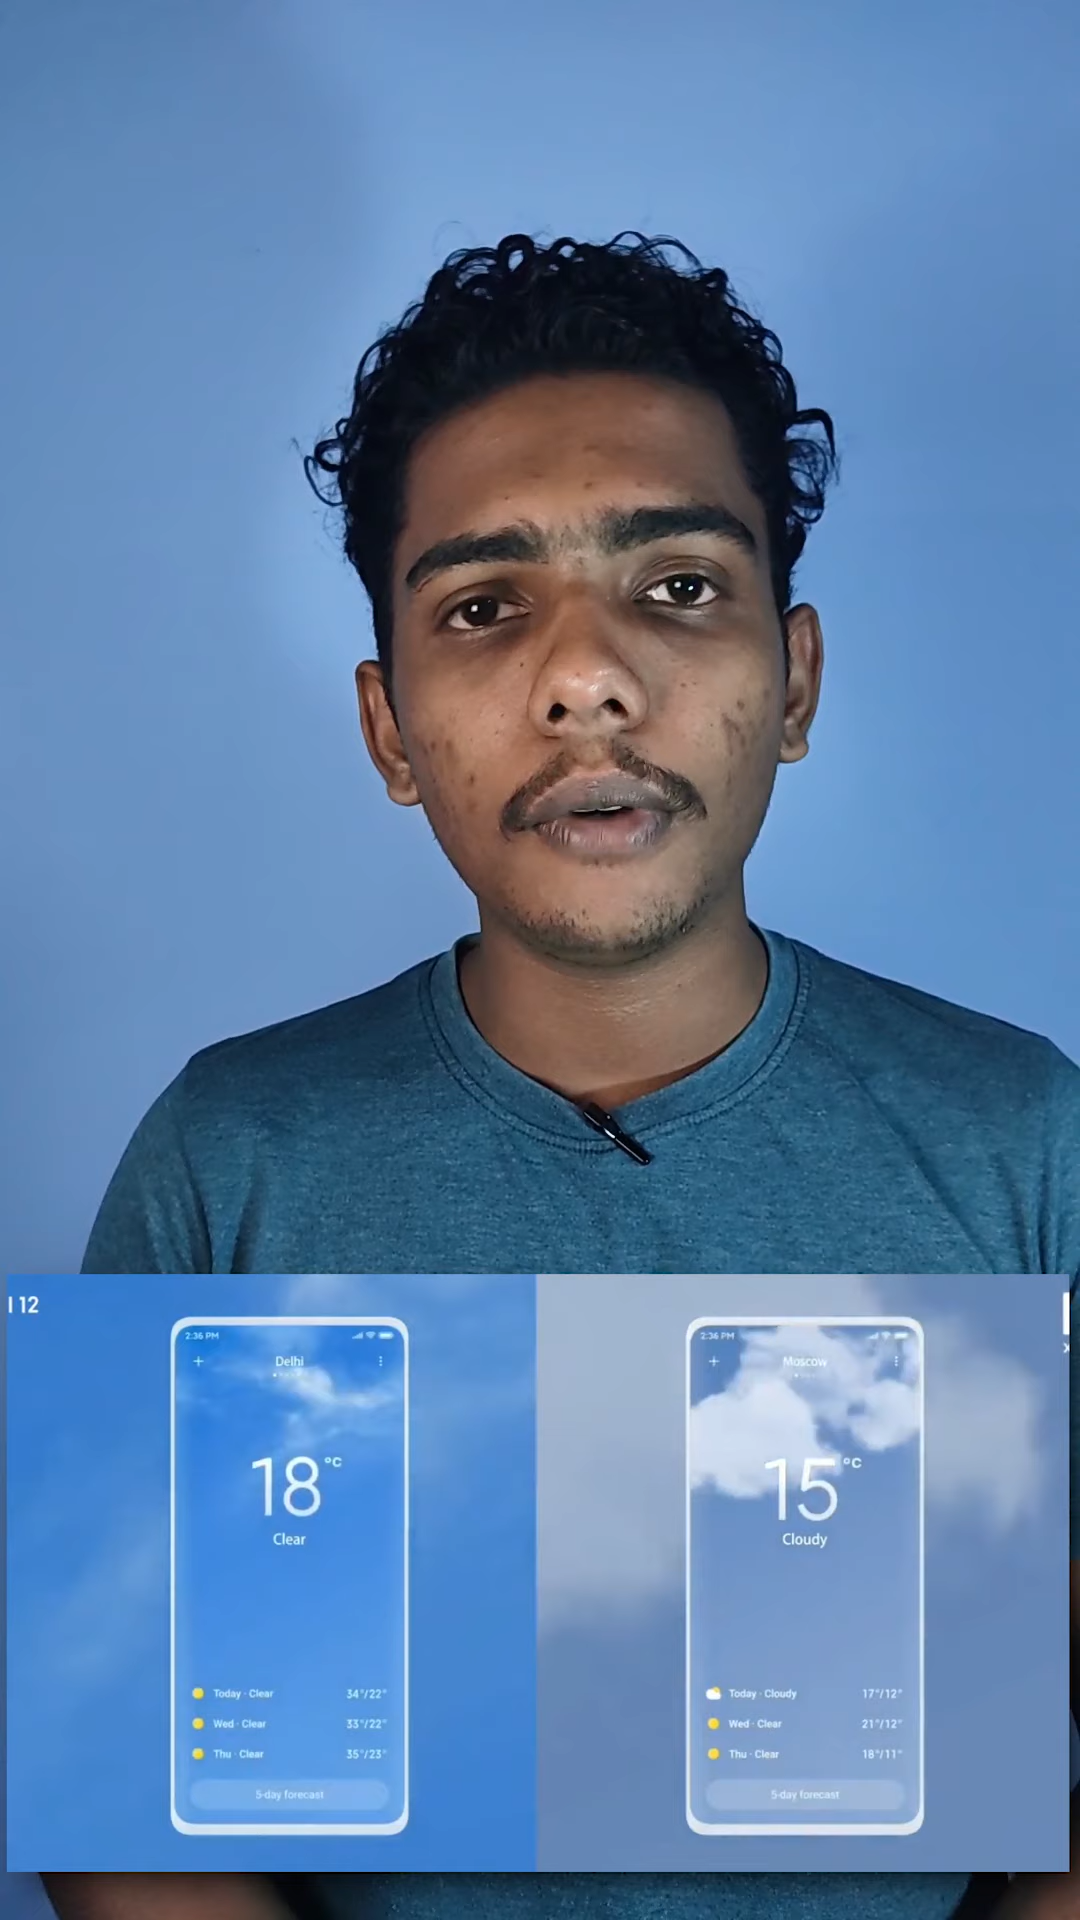 I 12
2:36 PM
Delhi
18°C
Clear
Today · Clear 34°/22°
Wed · Clear 33°/22°
Thu · Clear 35°/23°
5-day forecast
2:36 PM
Moscow
15°C
Cloudy
Today · Cloudy 17°/12°
Wed · Clear 21°/12°
Thu · Clear 18°/11°
5-day forecast